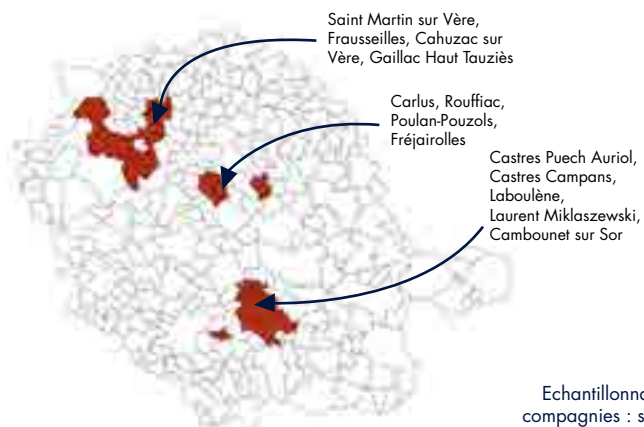 Saint Martin sur Vère,
Frausseilles, Cahuzac sur
Vère, Gaillac Haut Tauziès
Carlus, Rouffiac,
Poulan-Pouzols,
Fréjairolles
Castres Puech Auriol,
Castres Campans,
Laboulène,
Laurent Miklaszewski,
Cambounet sur Sor
compagnies : s